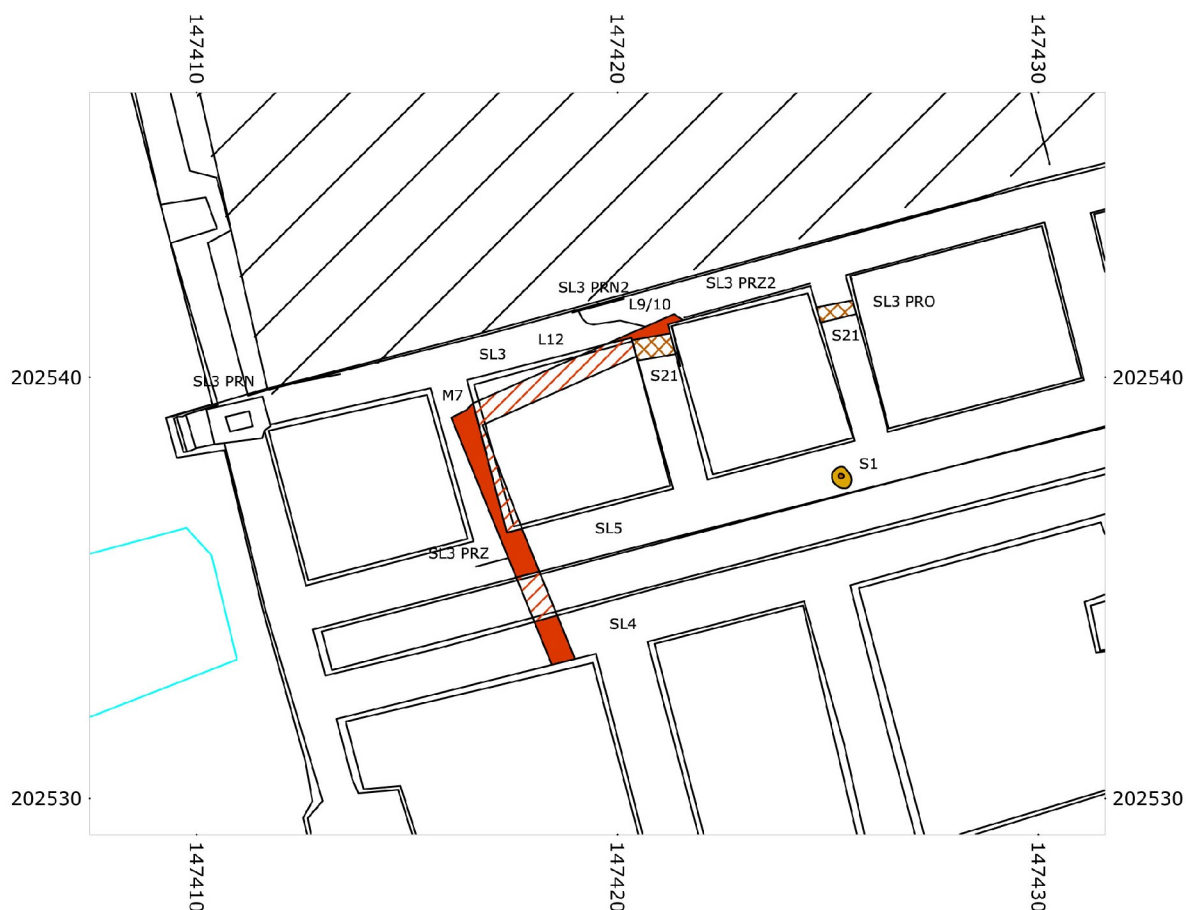 147410
147420
147430
SL3 PRN2
SL3 PRZ2
L9/10
SL3 PRO
L12
S21
SL3
S21
202540
202540
SL3 PRN
M7
S1
SL5
SL3 PRZ
SL4
202530
202530
147410
147420
147430